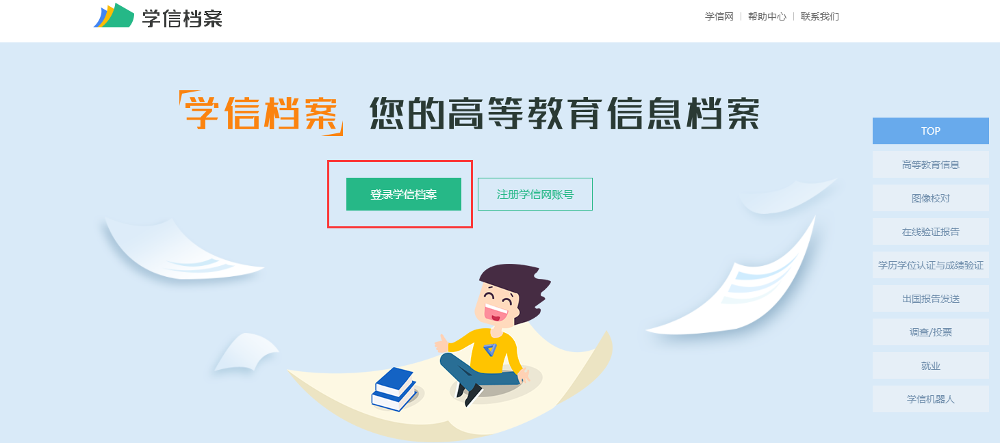 学信档案
学信网 | 帮助中心 | 联系我们
学信档案 您的高等教育信息档案
登录学信档案 注册学信网账号
TOP
高等教育信息
图像校对
在线验证报告
学历学位认证与成绩验证
出国报告发送
调查/投票
就业
学信机器人